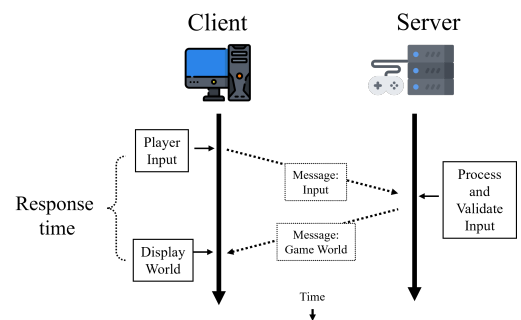 Client
Server
Player
Input
Message:
Input
Process
and
Validate
Input
Response
time
Message:
Game World
Display
World
Time